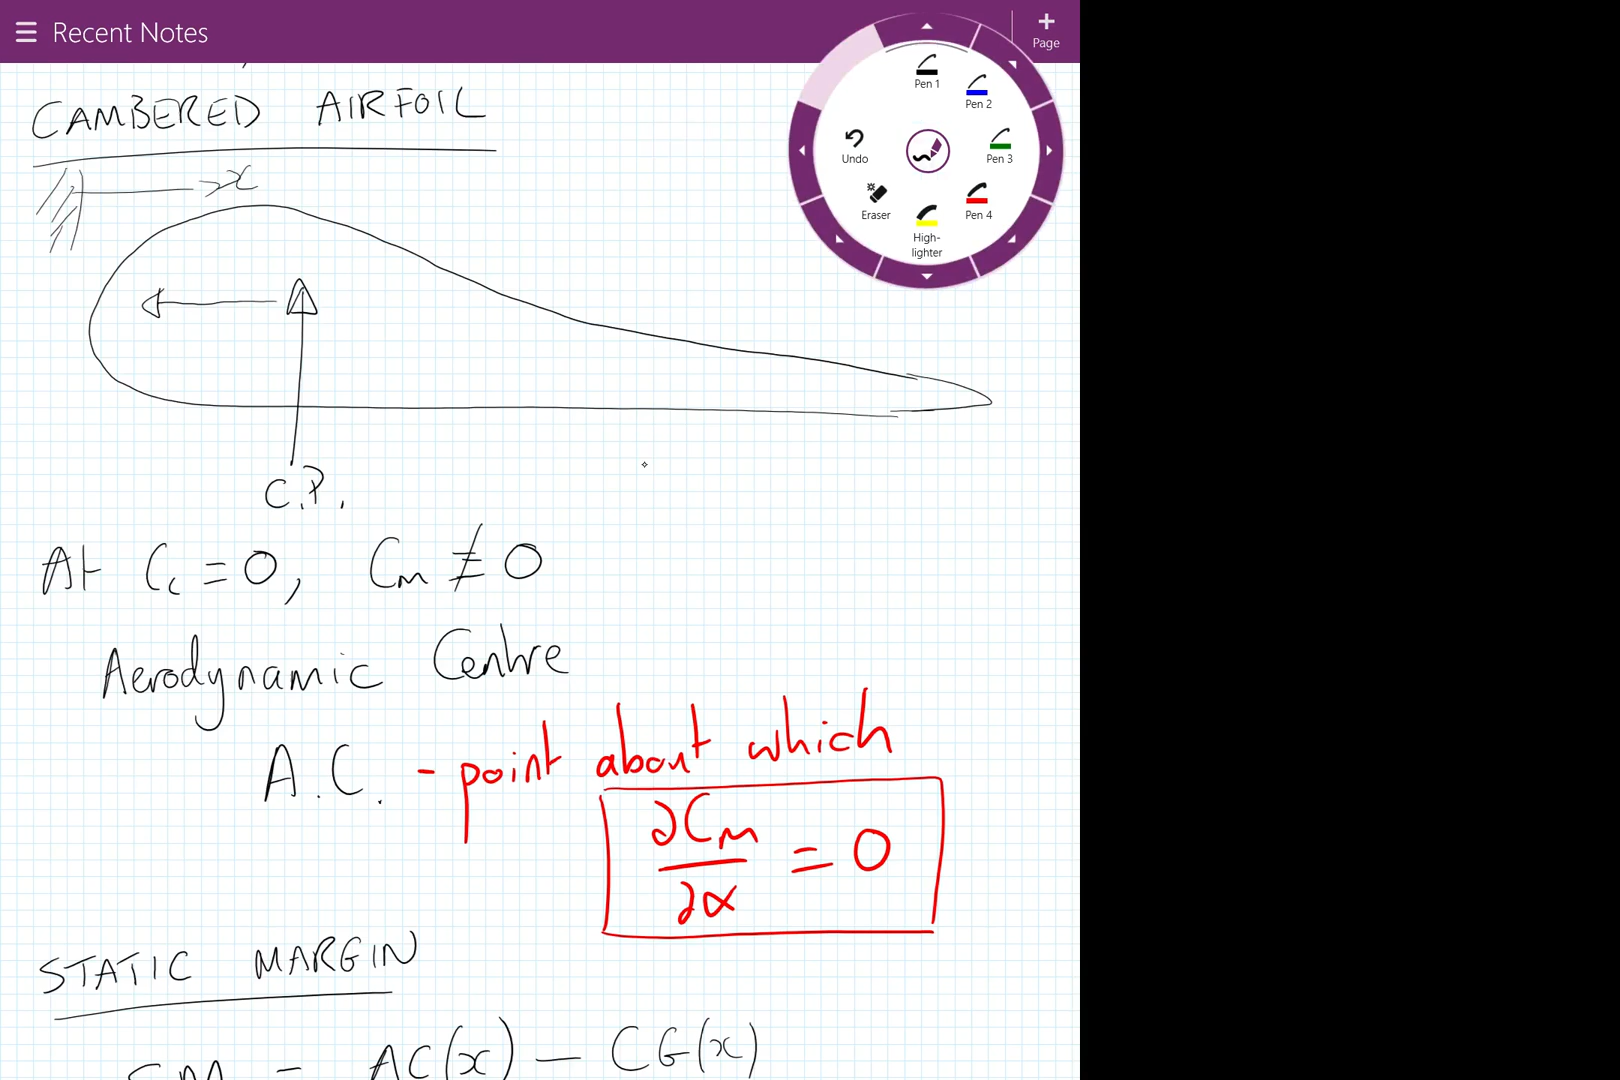 Recent Notes
Page
Pen 1
Pen 2
Undo
Pen 3
Eraser
Pen 4
High-
lighter
CAMBERED AIRFOIL
x
C.P.
At CL = 0, CM ≠ 0
Aerodynamic Centre
A.C. - point about which
∂CM/∂α = 0
STATIC MARGIN
SM = AC(x) - CG(x)